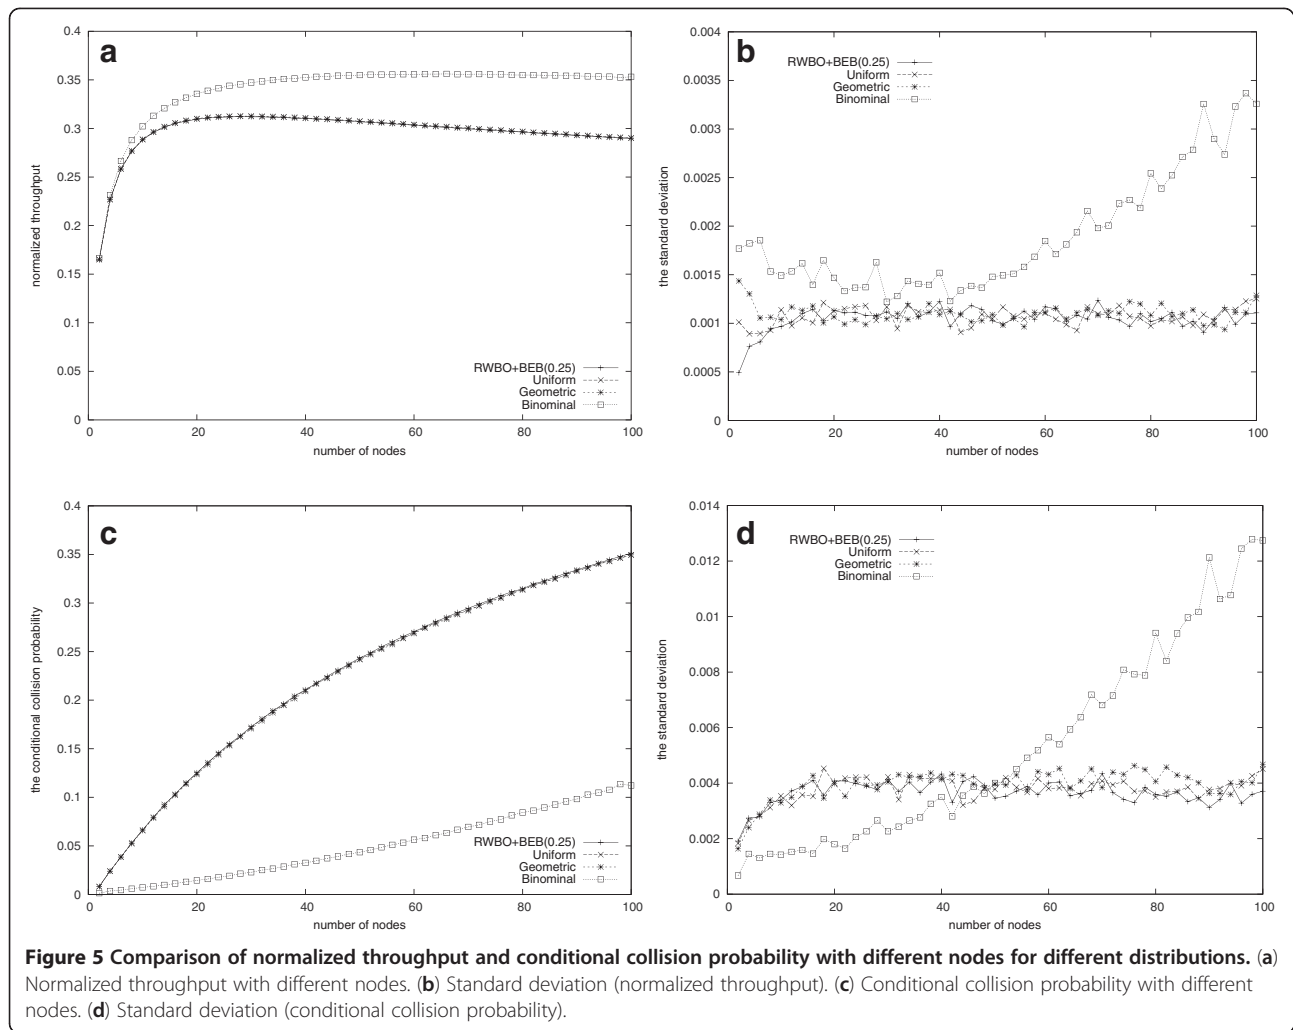 a
0.4
0.35
0.3
0.25
0.2
0.15
0.1
0.05
0
normalized throughput
RWBO+BEB(0.25)
Uniform
Geometric
Binominal
0 20 40 60 80 100
number of nodes
b
0.004
0.0035
0.003
0.0025
0.002
0.0015
0.001
0.0005
0
the standard deviation
RWBO+BEB(0.25)
Uniform
Geometric
Binominal
0 20 40 60 80 100
number of nodes
c
0.4
0.35
0.3
0.25
0.2
0.15
0.1
0.05
0
the conditional collision probability
RWBO+BEB(0.25)
Uniform
Geometric
Binominal
0 20 40 60 80 100
number of nodes
d
0.014
0.012
0.01
0.008
0.006
0.004
0.002
0
the standard deviation
RWBO+BEB(0.25)
Uniform
Geometric
Binominal
0 20 40 60 80 100
number of nodes
Figure 5 Comparison of normalized throughput and conditional collision probability with different nodes for different distributions. (a)
Normalized throughput with different nodes. (b) Standard deviation (normalized throughput). (c) Conditional collision probability with different
nodes. (d) Standard deviation (conditional collision probability).